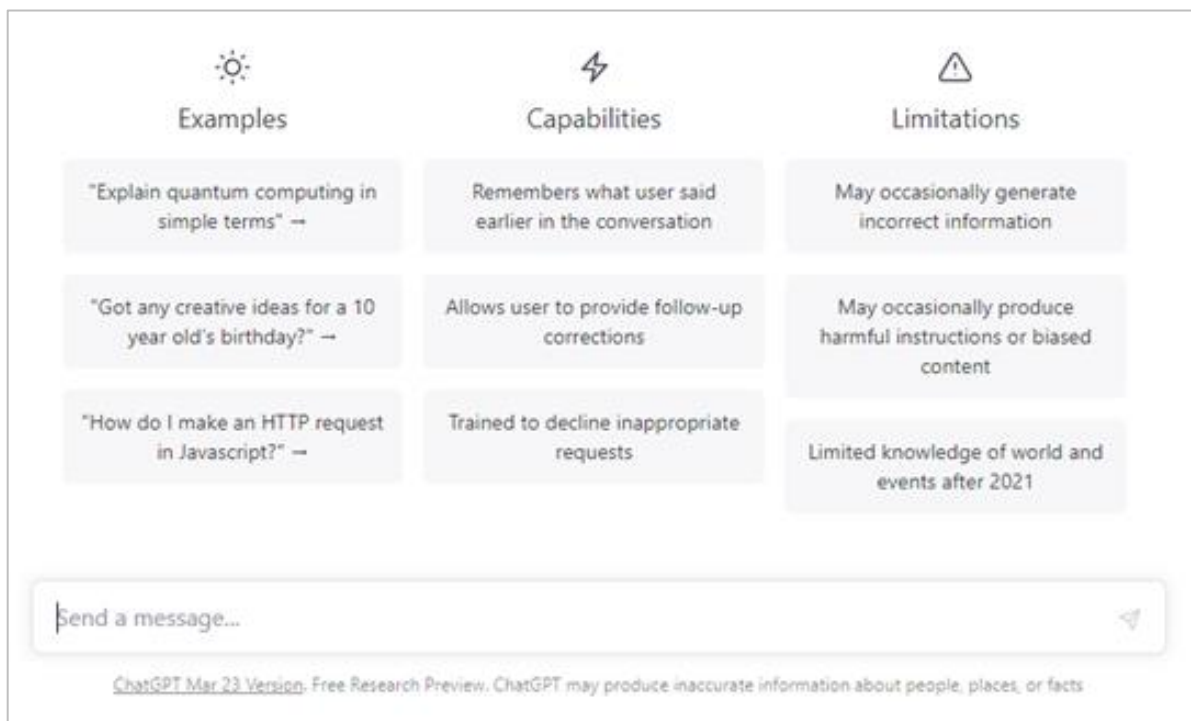 Examples
"Explain quantum computing in
simple terms" →
"Got any creative ideas for a 10
year old's birthday?" →
"How do I make an HTTP request
in Javascript?" →
Capabilities
Remembers what user said
earlier in the conversation
Allows user to provide follow-up
corrections
Trained to decline inappropriate
requests
Limitations
May occasionally generate
incorrect information
May occasionally produce
harmful instructions or biased
content
Limited knowledge of world and
events after 2021
Send a message...
ChatGPT Mar 23 Version. Free Research Preview. ChatGPT may produce inaccurate information about people, places, or facts